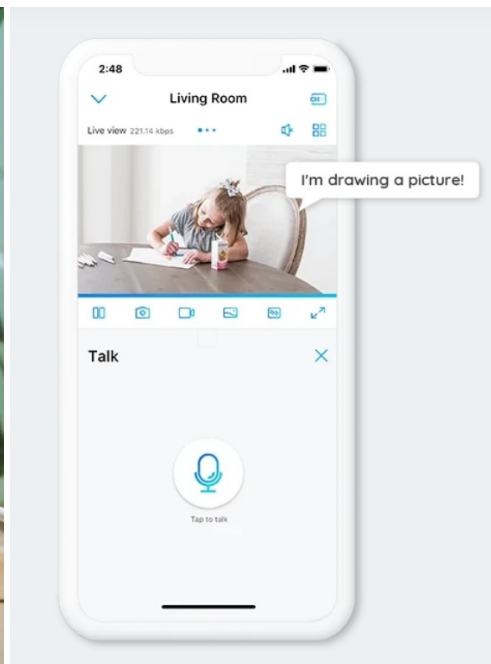 2:48
Living Room
Live view 221.14 kbps
I'm drawing a picture!
Talk
Tap to talk